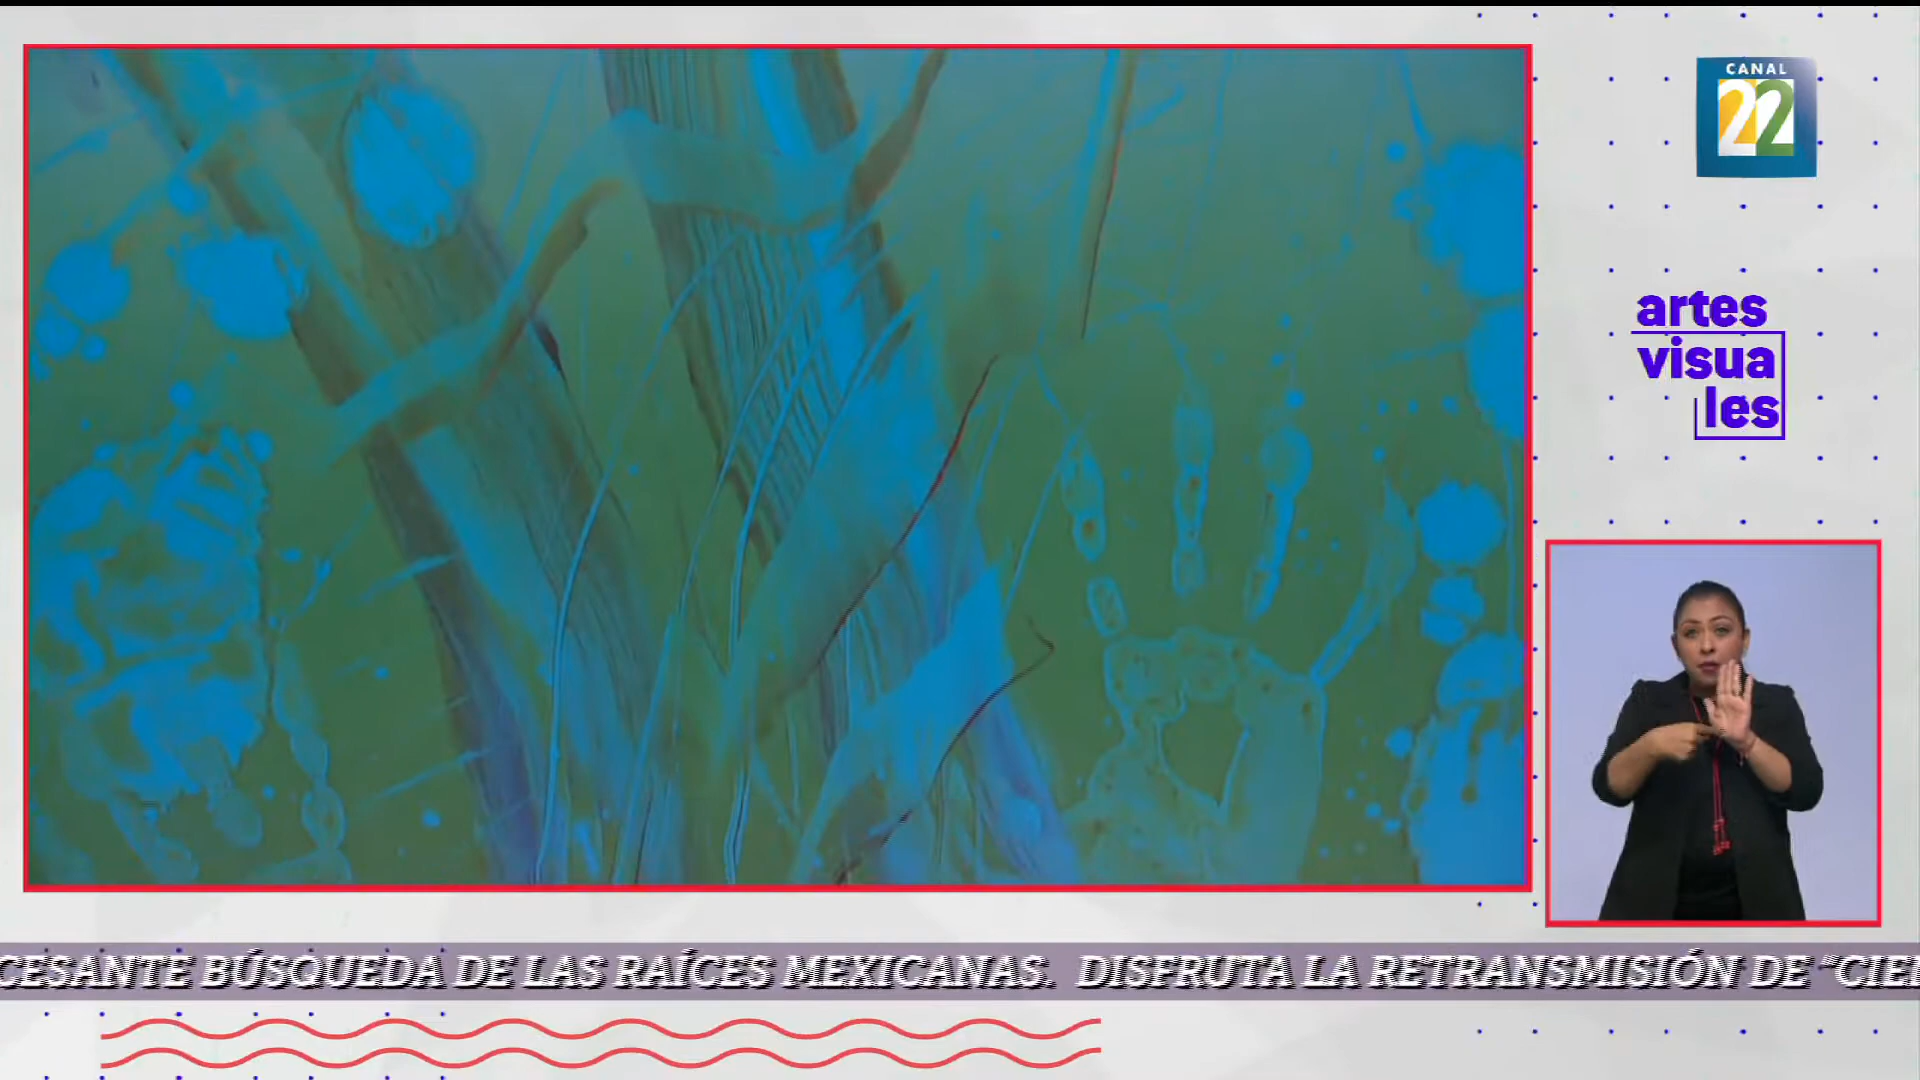 CANAL
22
artes
visua
les
CESANTE BÚSQUEDA DE LAS RAÍCES MEXICANAS. DISFRUTA LA RETRANSMISIÓN DE “CIE